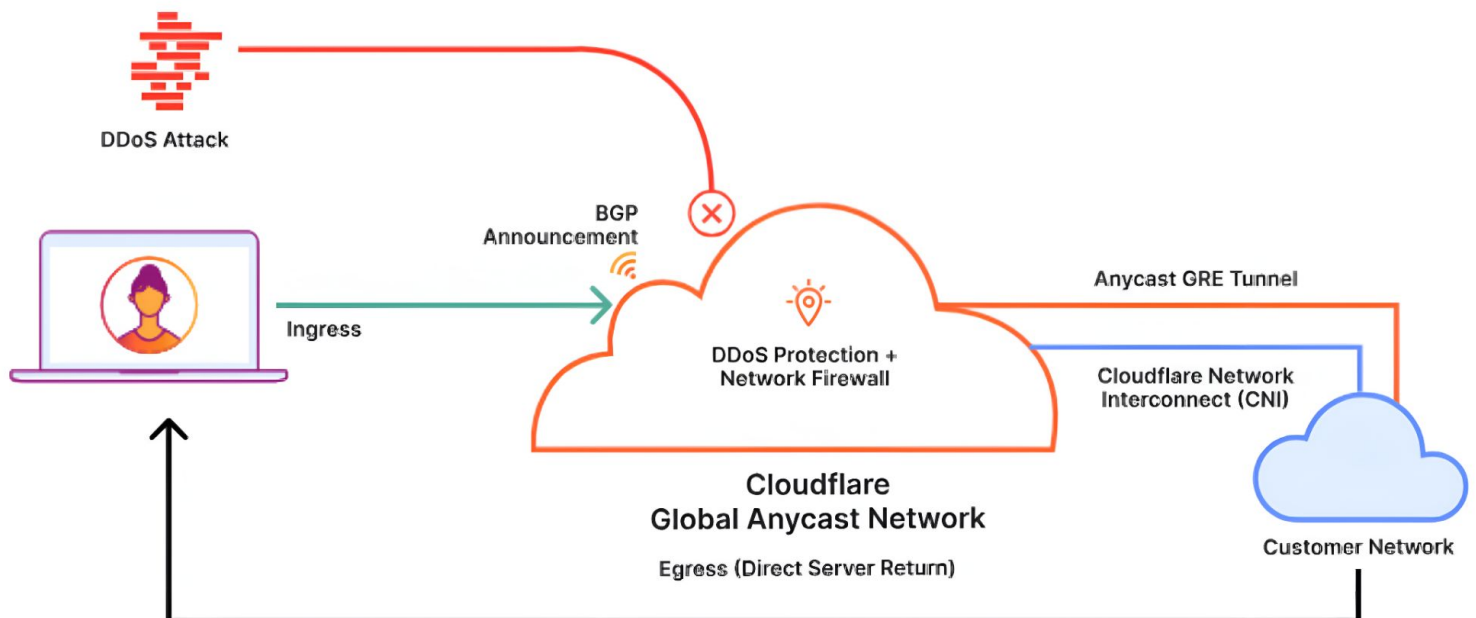 DDoS Attack
BGP
Announcement
Ingress
Anycast GRE Tunnel
DDoS Protection +
Network Firewall
Cloudflare Network
Interconnect (CNI)
Cloudflare
Global Anycast Network
Customer Network
Egress (Direct Server Return)